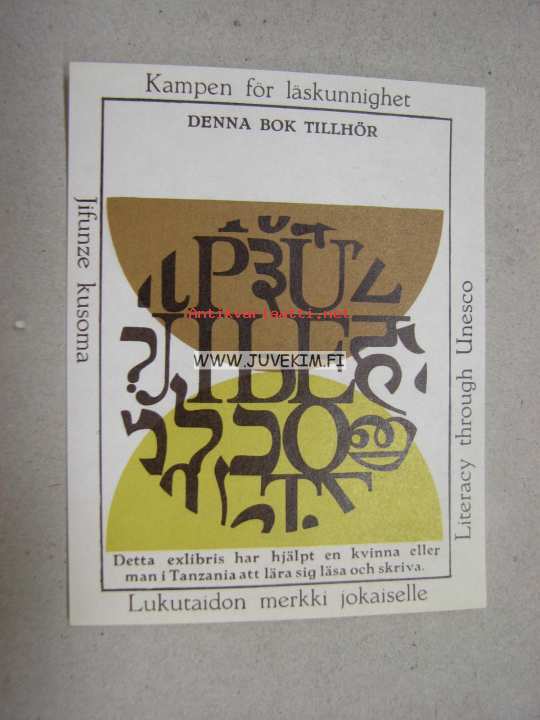 Kampen för läskunnighet
DENNA BOK TILLHÖR
Jifunze kusoma
Literacy through Unesco
Antikvariaatti.net
WWW.JUVEKIM.FI
Detta exlibris har hjälpt en kvinna eller
man i Tanzania att lära sig läsa och skriva.
Lukutaidon merkki jokaiselle